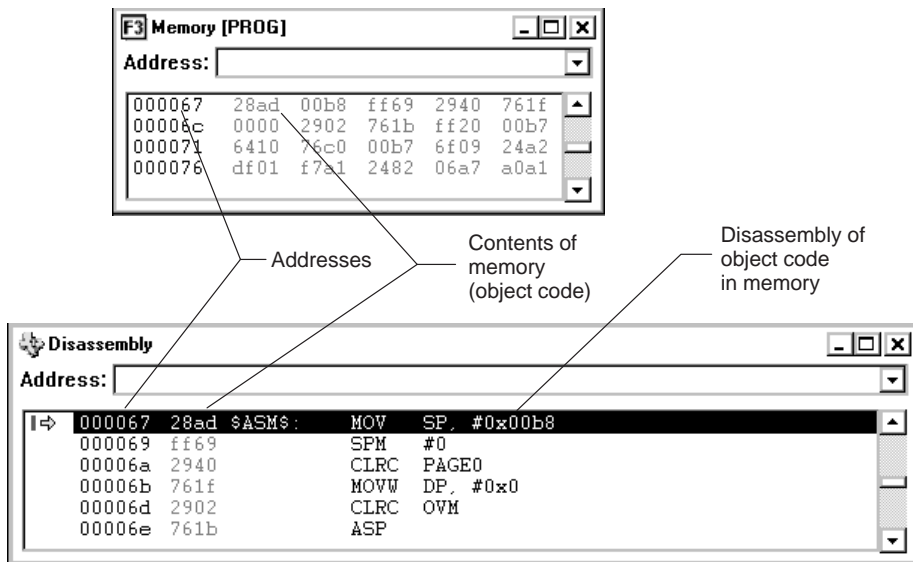 F3 Memory [PROG]
Address:
000067 28ad 00b8 ff69 2940 761f
00006c 0000 2902 761b ff20 00b7
000071 6410 76c0 00b7 6f09 24a2
000076 df01 f7a1 2482 06a7 a0a1
Addresses
Contents of
memory
(object code)
Disassembly of
object code
in memory
Disassembly
Address:
000067 28ad $ASM$: MOV SP, #0x00b8
000069 ff69 SPM #0
00006a 2940 CLRC PAGE0
00006b 761f MOVW DP, #0x0
00006d 2902 CLRC OVM
00006e 761b ASP